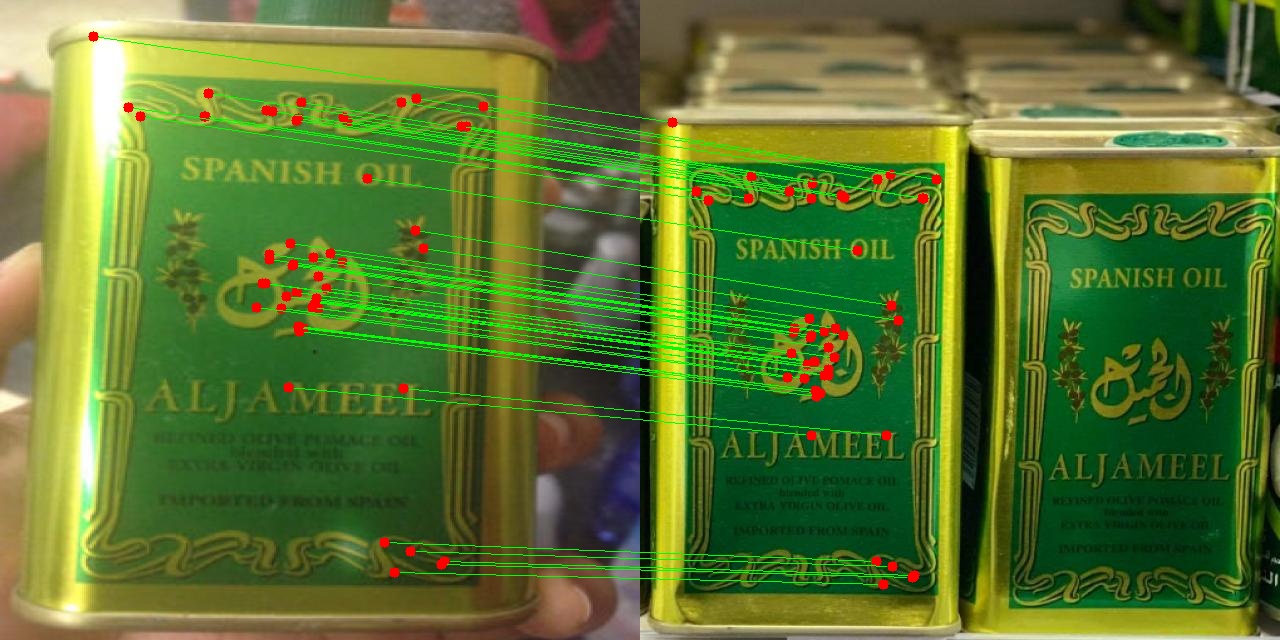 SPANISH OIL
الجميل
ALJAMEEL
REFINED OLIVE POMACE OIL
blended with
EXTRA VIRGIN OLIVE OIL
IMPORTED FROM SPAIN
SPANISH OIL
الجميل
ALJAMEEL
REFINED OLIVE POMACE OIL
blended with
EXTRA VIRGIN OLIVE OIL
IMPORTED FROM SPAIN
SPANISH OIL
الجميل
ALJAMEEL
REFINED OLIVE POMACE OIL
blended with
EXTRA VIRGIN OLIVE OIL
IMPORTED FROM SPAIN